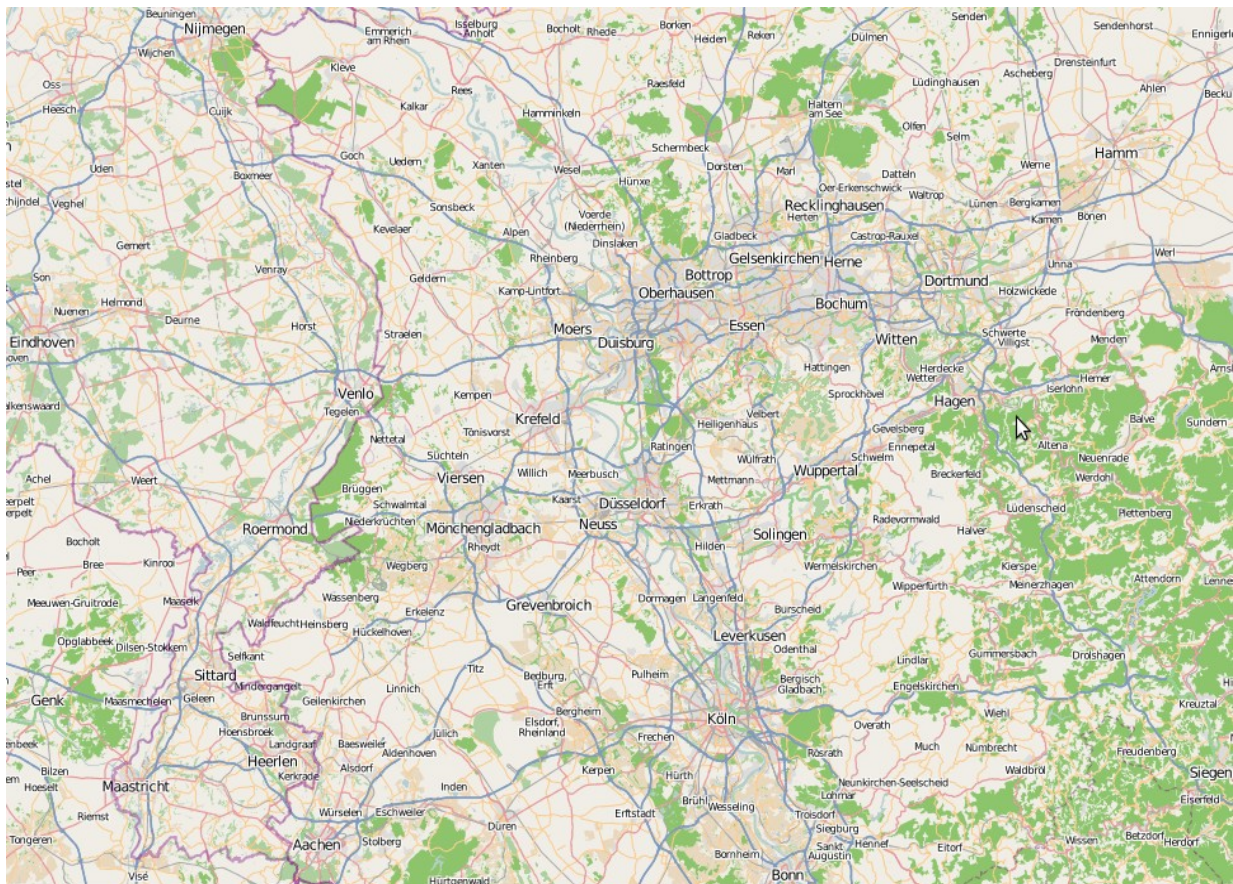 Beuningen
Nijmegen
Wijchen
Emmerich
am Rhein
Isselburg
Anholt
Bocholt
Rhede
Borken
Heiden
Reken
Dülmen
Senden
Sendenhorst
Drensteinfurt
Ascheberg
Lüdinghausen
Ahlen
Oss
Heesch
Cuijk
Kleve
Kalkar
Rees
Hamminkeln
Raesfeld
Haltern
am See
Olfen
Selm
Schermbeck
Dorsten
Marl
Datteln
Werne
Hamm
Uden
Boxmeer
Goch
Uedem
Xanten
Wesel
Hünxe
Oer-Erkenschwick
Waltrop
Lünen
Bergkamen
Bönen
Kamen
Veghel
Sonsbeck
Recklinghausen
Herten
Castrop-Rauxel
Voerde
(Niederrhein)
Dinslaken
Gladbeck
Gemert
Kevelaer
Alpen
Rheinberg
Gelsenkirchen
Herne
Unna
Werl
Son
Venray
Geldern
Kamp-Lintfort
Bottrop
Oberhausen
Bochum
Dortmund
Holzwickede
Helmond
Nuenen
Deurne
Horst
Straelen
Moers
Duisburg
Essen
Witten
Schwerte
Villigst
Fröndenberg
Menden
Eindhoven
Hattingen
Herdecke
Wetter
Hagen
Iserlohn
Hemer
Venlo
Tegelen
Kempen
Krefeld
Tönisvorst
Velbert
Heiligenhaus
Sprockhövel
Gevelsberg
Ennepetal
Schwelm
Balve
Sundern
Altena
Neuenrade
Werdohl
Nettetal
Süchteln
Viersen
Willich
Meerbusch
Ratingen
Wülfrath
Mettmann
Wuppertal
Breckerfeld
Achel
Weert
Brüggen
Schwalmtal
Kaarst
Düsseldorf
Erkrath
Radevormwald
Lüdenscheid
Plettenberg
Roermond
Niederkrüchten
Mönchengladbach
Rheydt
Neuss
Hilden
Solingen
Halver
Bocholt
Bree
Kinrooi
Peer
Wegberg
Wermelskirchen
Wipperfürth
Kierspe
Meinerzhagen
Attendorn
Meeuwen-Gruitrode
Maaseik
Wassenberg
Erkelenz
Grevenbroich
Dormagen
Langenfeld
Burscheid
Waldfeucht
Heinsberg
Hückelhoven
Leverkusen
Odenthal
Opglabbeek
Dilsen-Stokkem
Selfkant
Sittard
Mindergangelt
Titz
Bedburg,
Erft
Pulheim
Bergisch
Gladbach
Lindlar
Gummersbach
Drolshagen
Engelskirchen
Genk
Maasmechelen
Geleen
Geilenkirchen
Linnich
Bergheim
Elsdorf,
Rheinland
Köln
Frechen
Overath
Wiehl
Kreuztal
Brunssum
Hoensbroek
Landgraaf
Heerlen
Kerkrade
Baesweiler
Aldenhoven
Jülich
Alsdorf
Rösrath
Much
Nümbrecht
Waldbröl
Freudenberg
Siegen
Bilzen
Hoeselt
Maastricht
Inden
Kerpen
Hürth
Brühl
Wesseling
Neunkirchen-Seelscheid
Lohmar
Troisdorf
Siegburg
Eiserfeld
Riemst
Tongeren
Würselen
Eschweiler
Stolberg
Aachen
Düren
Erftstadt
Bornheim
Sankt
Augustin
Hennef
Eitorf
Wissen
Betzdorf
Herdorf
Visé
Hürtgenwald
Bonn